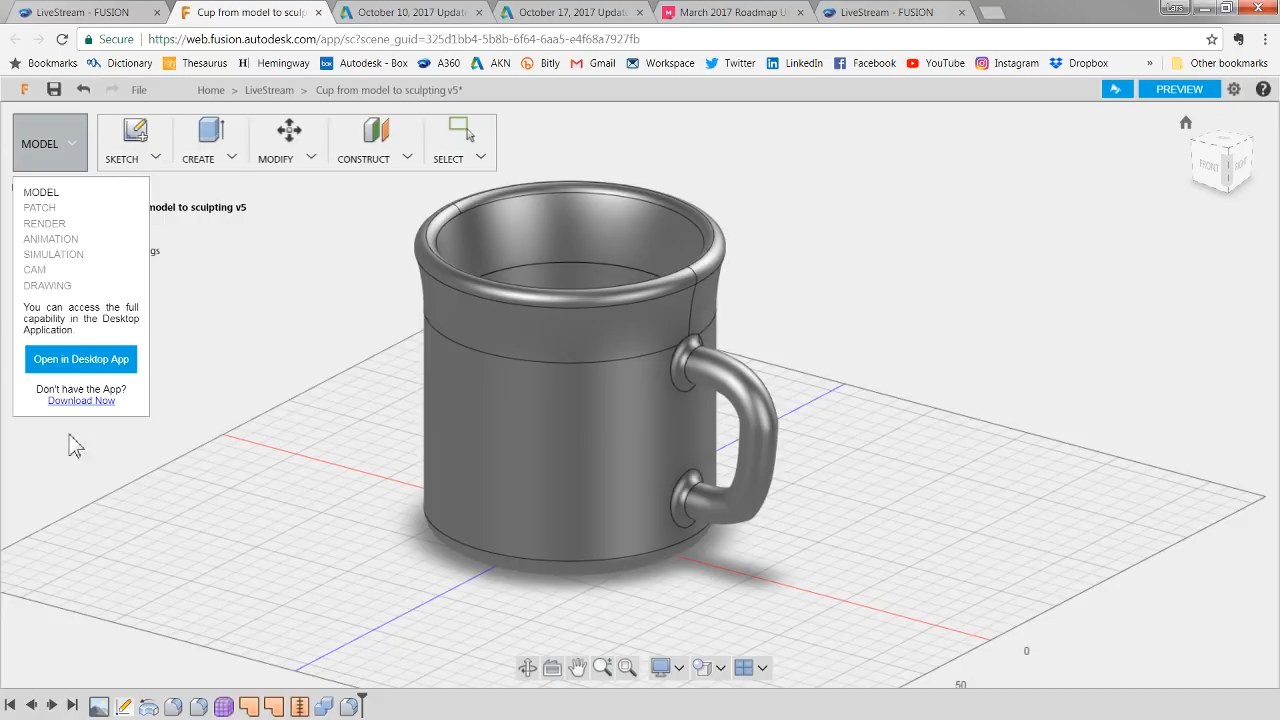 LiveStream - FUSION
Cup from model to sculp
October 10, 2017 Update
October 17, 2017 Update
March 2017 Roadmap U
LiveStream - FUSION
Lars
Secure
https://web.fusion.autodesk.com/app/sc?scene_guid=325d1bb4-5b8b-6f64-6aa5-e4f68a7927fb
Bookmarks
Dictionary
Thesaurus
Hemingway
Autodesk - Box
A360
AKN
Bitly
Gmail
Workspace
Twitter
LinkedIn
Facebook
YouTube
Instagram
Dropbox
»
Other bookmarks
File
Home > LiveStream > Cup from model to sculpting v5*
PREVIEW
MODEL
SKETCH
CREATE
MODIFY
CONSTRUCT
SELECT
FRONT
RIGHT
MODEL
PATCH
RENDER
ANIMATION
SIMULATION
CAM
DRAWING
You can access the full
capability in the Desktop
Application.
Open in Desktop App
Don't have the App?
Download Now
model to sculpting v5
gs
0
50